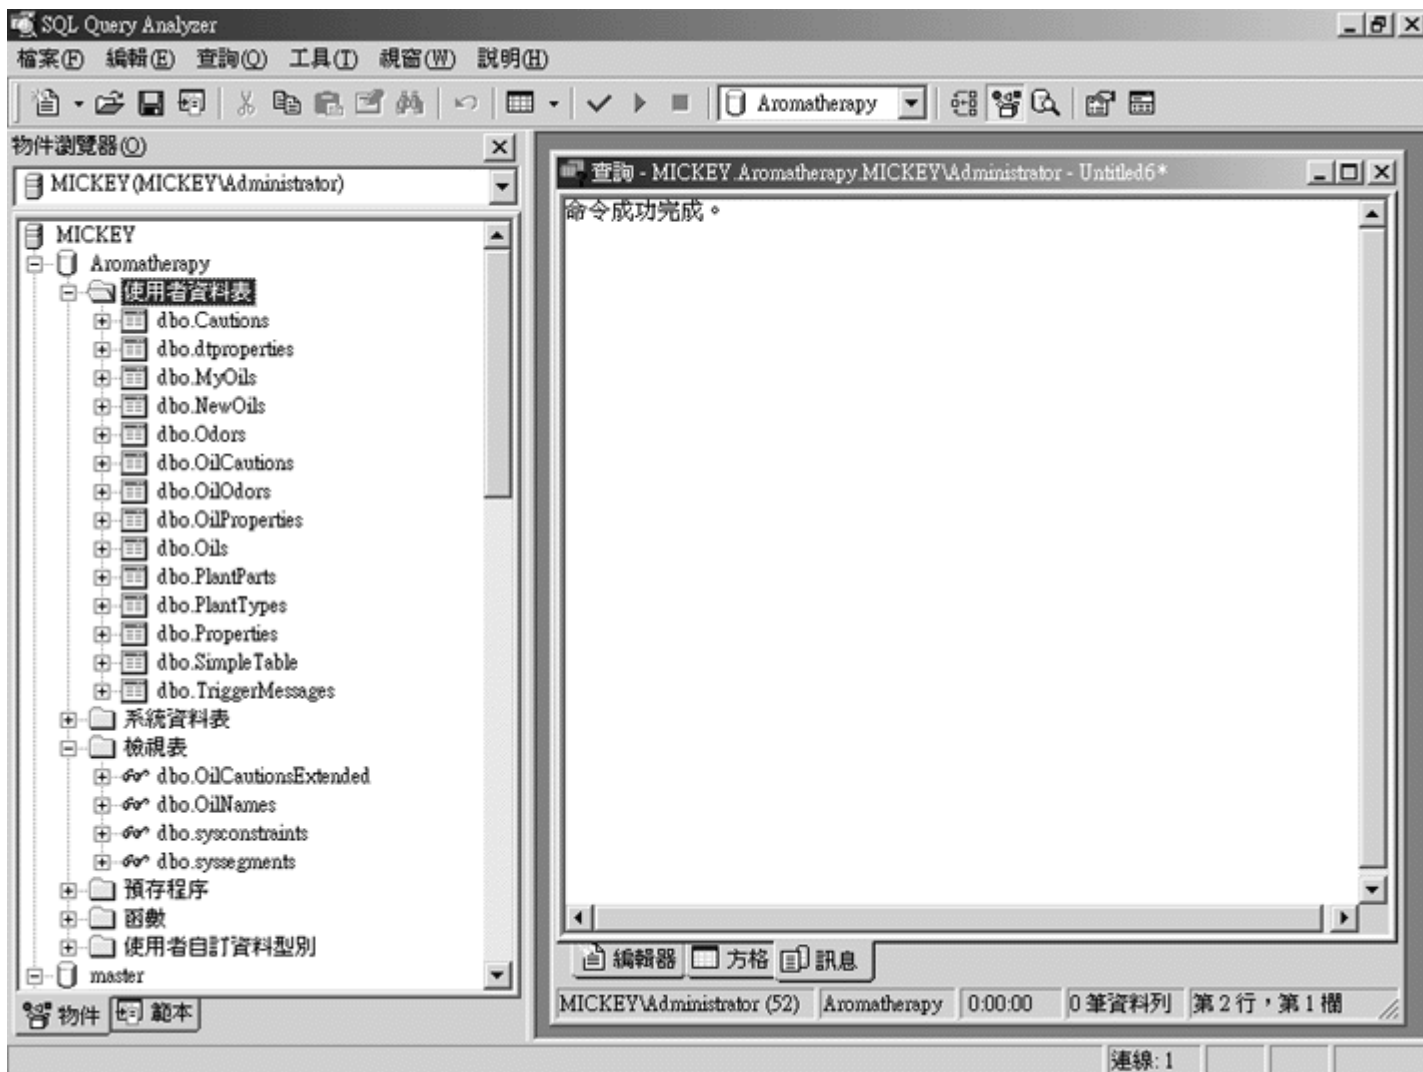 SQL Query Analyzer
檔案(F) 編輯(E) 查詢(Q) 工具(T) 視窗(W) 說明(H)
Aromatherapy
物件瀏覽器(O)
MICKEY(MICKEY\Administrator)
MICKEY
Aromatherapy
使用者資料表
dbo.Cautions
dbo.dtproperties
dbo.MyOils
dbo.NewOils
dbo.Odors
dbo.OilCautions
dbo.OilOdors
dbo.OilProperties
dbo.Oils
dbo.PlantParts
dbo.PlantTypes
dbo.Properties
dbo.SimpleTable
dbo.TriggerMessages
系統資料表
檢視表
dbo.OilCautionsExtended
dbo.OilNames
dbo.sysconstraints
dbo.syssegments
預存程序
函數
使用者自訂資料型別
master
物件 範本
查詢 - MICKEY.Aromatherapy.MICKEY\Administrator - Untitled6*
命令成功完成。
編輯器 方格 訊息
MICKEY\Administrator (52) Aromatherapy 0:00:00 0 筆資料列 第 2 行，第 1 欄
連線: 1